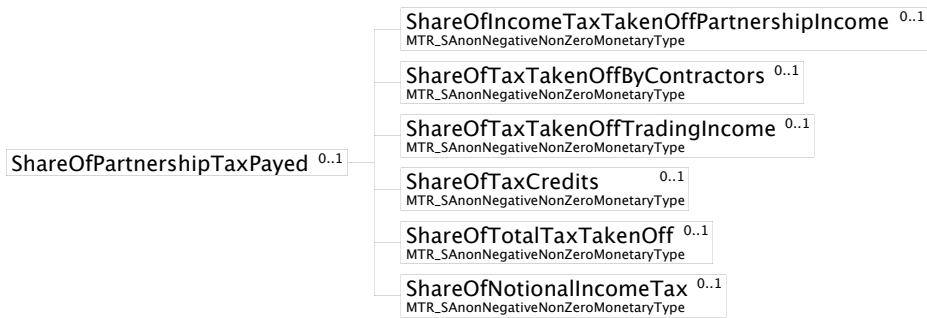 ShareOfIncomeTaxTakenOffPartnershipIncome 0..1
MTR_SAnonNegativeNonZeroMonetaryType
ShareOfTaxTakenOffByContractors 0..1
MTR_SAnonNegativeNonZeroMonetaryType
ShareOfTaxTakenOffTradingIncome 0..1
MTR_SAnonNegativeNonZeroMonetaryType
ShareOfPartnershipTaxPayed 0..1
ShareOfTaxCredits 0..1
MTR_SAnonNegativeNonZeroMonetaryType
ShareOfTotalTaxTakenOff 0..1
MTR_SAnonNegativeNonZeroMonetaryType
ShareOfNotionalIncomeTax 0..1
MTR_SAnonNegativeNonZeroMonetaryType